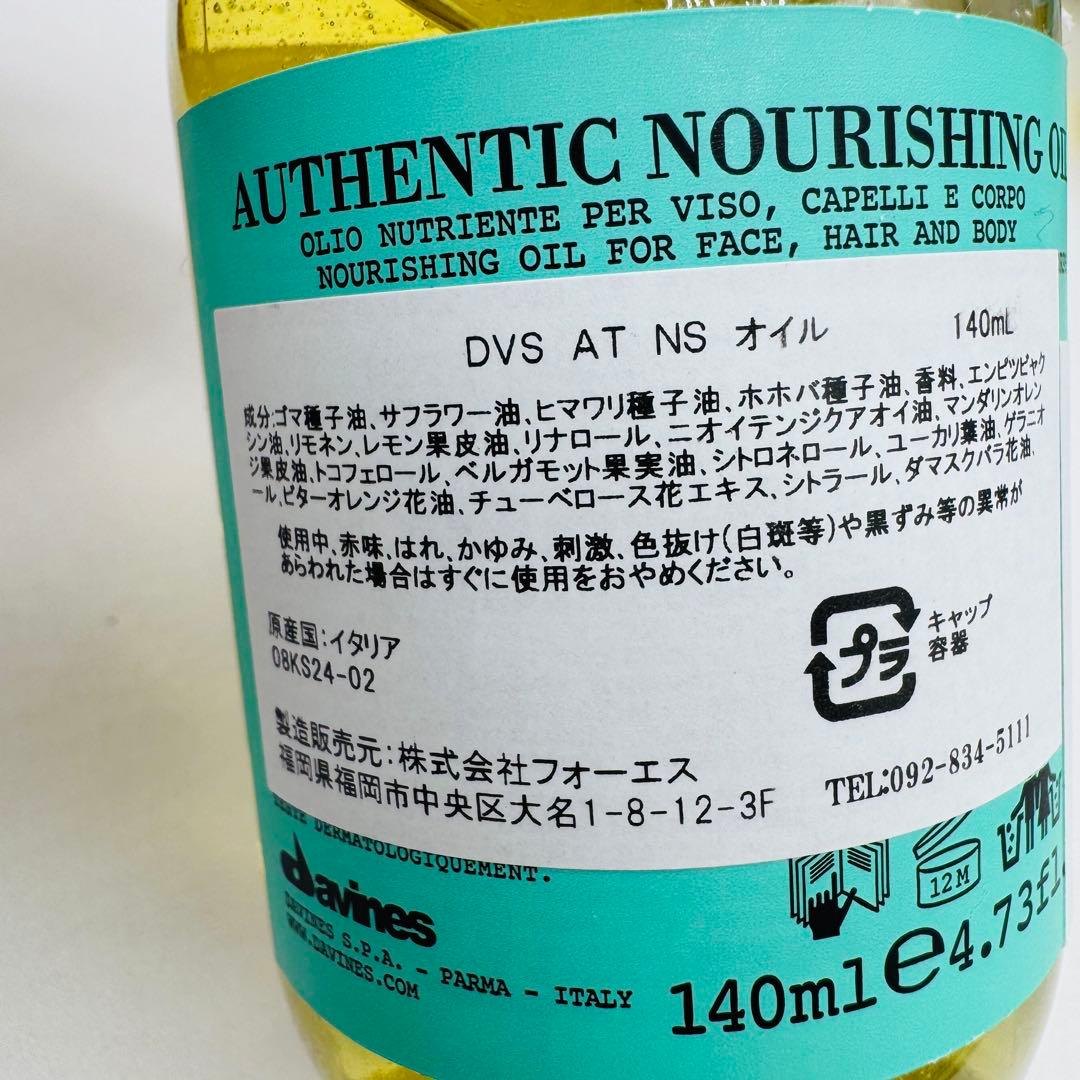 AUTHENTIC NOURISHING OIL
OLIO NUTRIENTE PER VISO, CAPELLI E CORPO
NOURISHING OIL FOR FACE, HAIR AND BODY
DVS AT NS オイル 140mL
成分:ゴマ種子油、サフラワー油、ヒマワリ種子油、ホホバ種子油、香料、エンピツビャク
シン油、リモネン、レモン果皮油、リナロール、ニオイテンジクアオイ油、マンダリンオレン
ジ果皮油、トコフェロール、ベルガモット果実油、シトロネロール、ユーカリ葉油、ゲラニオ
ール、ビターオレンジ花油、チューベロース花エキス、シトラール、ダマスクバラ花油、
使用中、赤味、はれ、かゆみ、刺激、色抜け(白斑等)や黒ずみ等の異常が
あらわれた場合はすぐに使用をおやめください。
プラ
キャップ
容器
原産国:イタリア
08KS24-02
製造販売元:株式会社フォーエス
福岡県福岡市中央区大名1-8-12-3F
TEL:092-834-5111
DERMATOLOGIQUEMENT.
davines
DAVINES S.P.A. - PARMA - ITALY
WWW.DAVINES.COM
12M
140ml e 4.73fl.